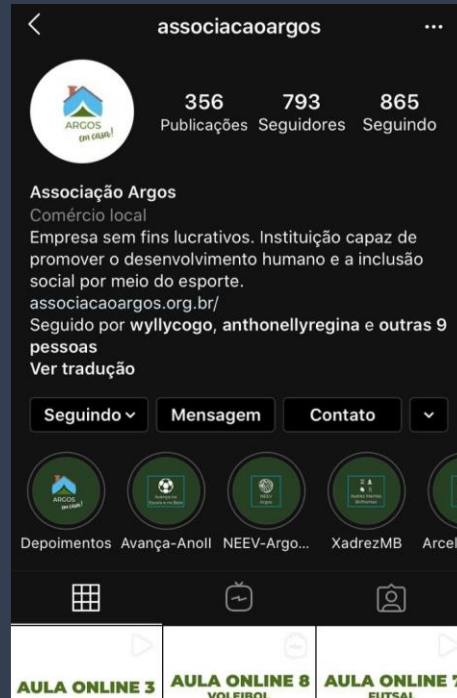 associacaoargos
356 793 865
Publicações Seguidores Seguindo
ARGOS
em casa!
Associação Argos
Comércio local
Empresa sem fins lucrativos. Instituição capaz de
promover o desenvolvimento humano e a inclusão
social por meio do esporte.
associacaoargos.org.br/
Seguido por wyllycogo, anthonellyregina e outras 9
pessoas
Ver tradução
Seguindo
Mensagem
Contato
ARGOS
em casa!
NEEV
Argos
Depoimentos
Avança-Anoll
NEEV-Argo...
XadrezMB
Arcel
AULA ONLINE 3
AULA ONLINE 8
VOLEIBOL
AULA ONLINE 7
FUTSAL